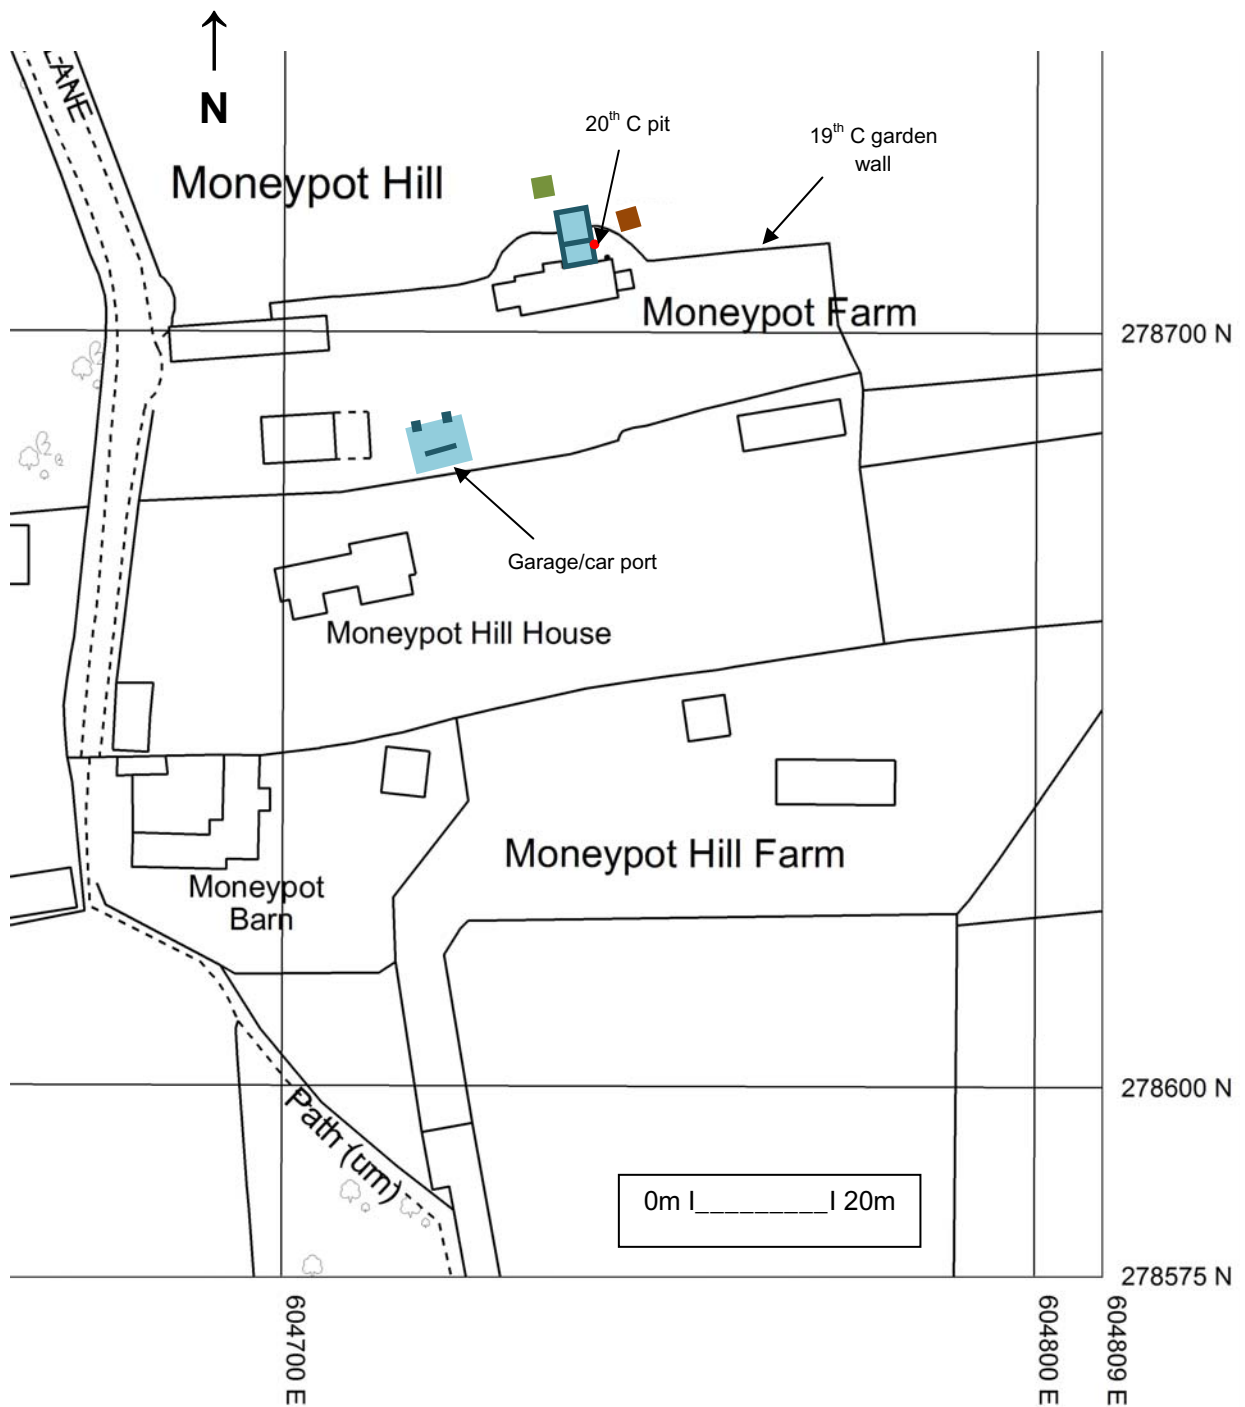 LANE
N
20th C pit
19th C garden
wall
Moneypot Hill
Moneypot Farm
278700 N
Garage/car port
Moneypot Hill House
Moneypot Hill Farm
Moneypot
Barn
278600 N
Path (um)
0m I_________I 20m
278575 N
604700 E
604800 E
604809 E